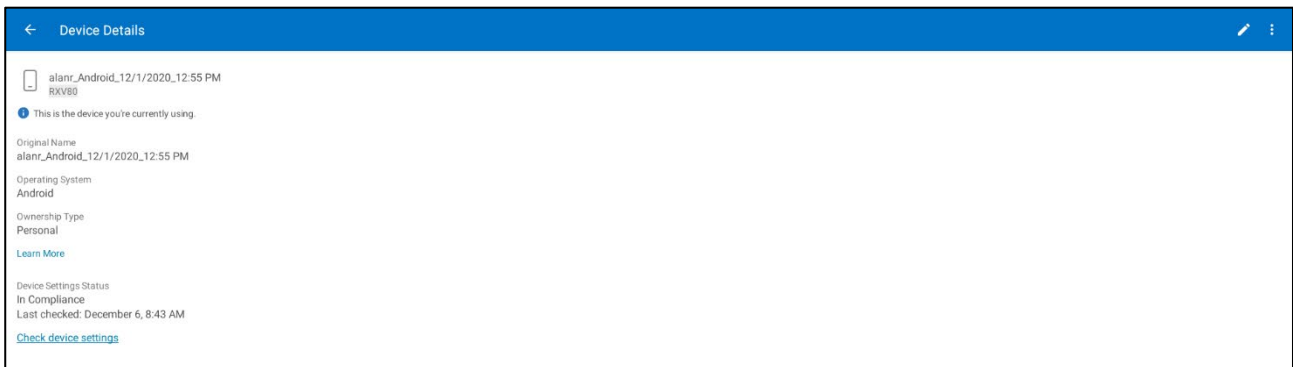 Device Details
alanr_Android_12/1/2020_12:55 PM
RXV80
This is the device you're currently using.
Original Name
alanr_Android_12/1/2020_12:55 PM
Operating System
Android
Ownership Type
Personal
Learn More
Device Settings Status
In Compliance
Last checked: December 6, 8:43 AM
Check device settings